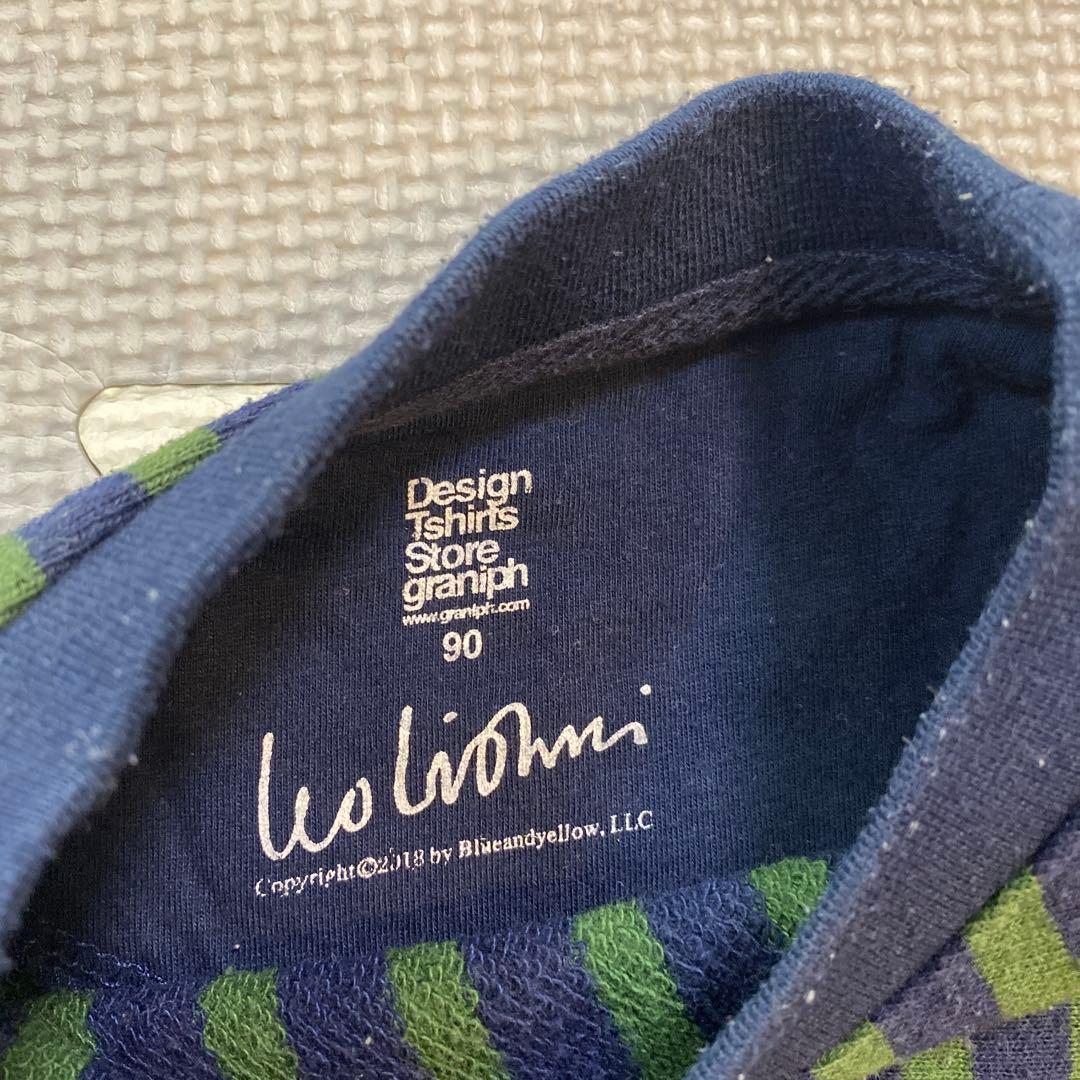 Design
Tshirts
Store
graniph
www.graniph.com
90
leo lionni
Copyright©2018 by Blueandyellow, LLC